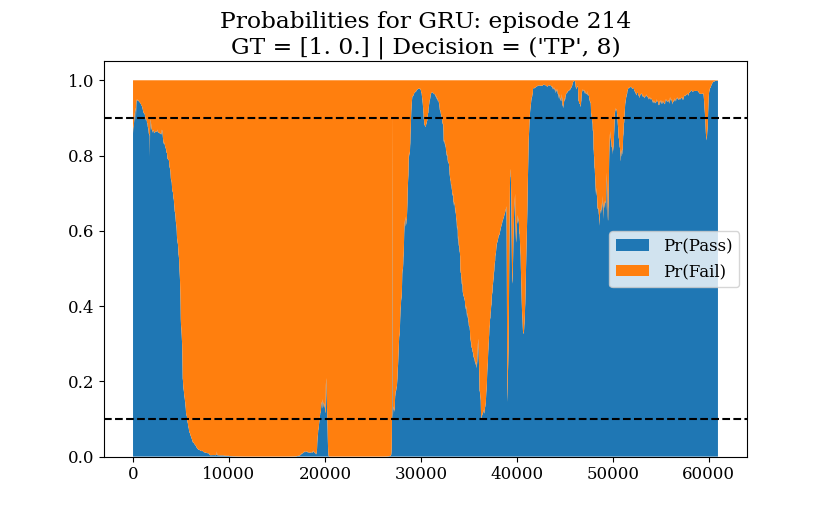 Probabilities for GRU: episode 214
GT = [1. 0.] | Decision = ('TP', 8)
1.0
0.8
0.6
0.4
0.2
0.0
Pr(Pass)
Pr(Fail)
0 10000 20000 30000 40000 50000 60000